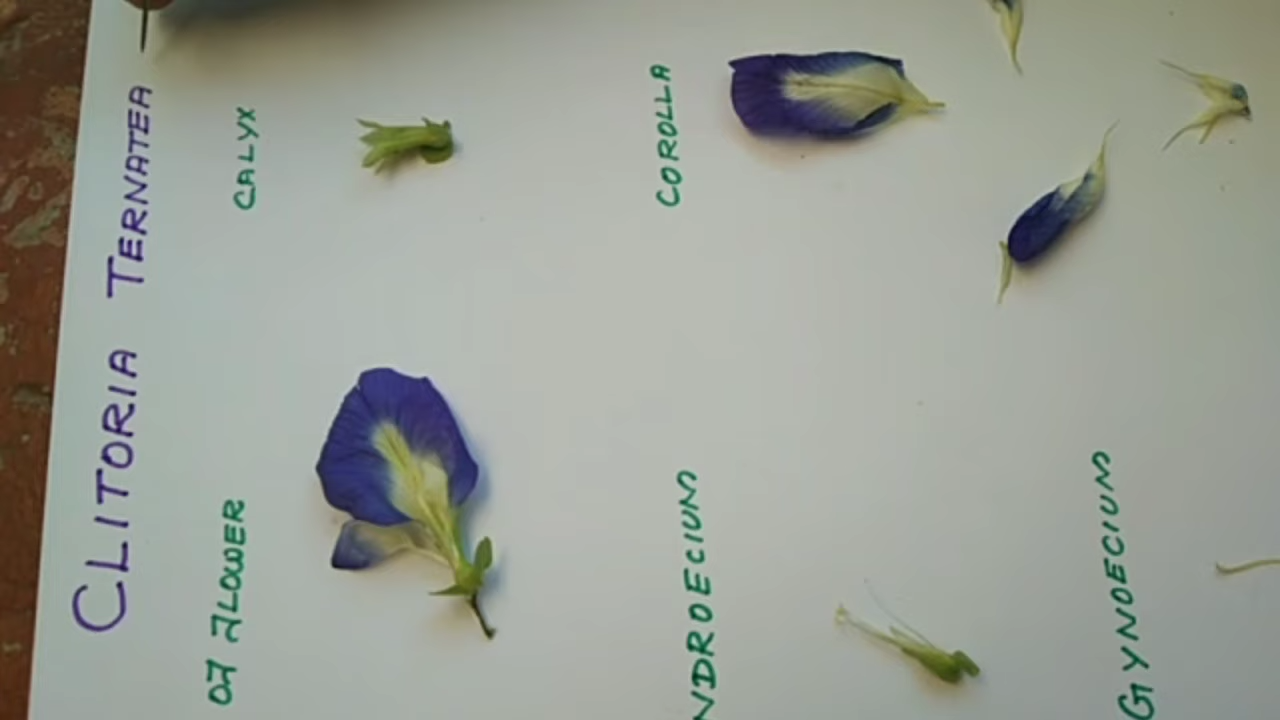 CLITORIA TERNATEA
CALYX
OF FLOWER
COROLLA
NDROECIUM
GYNOECIUM